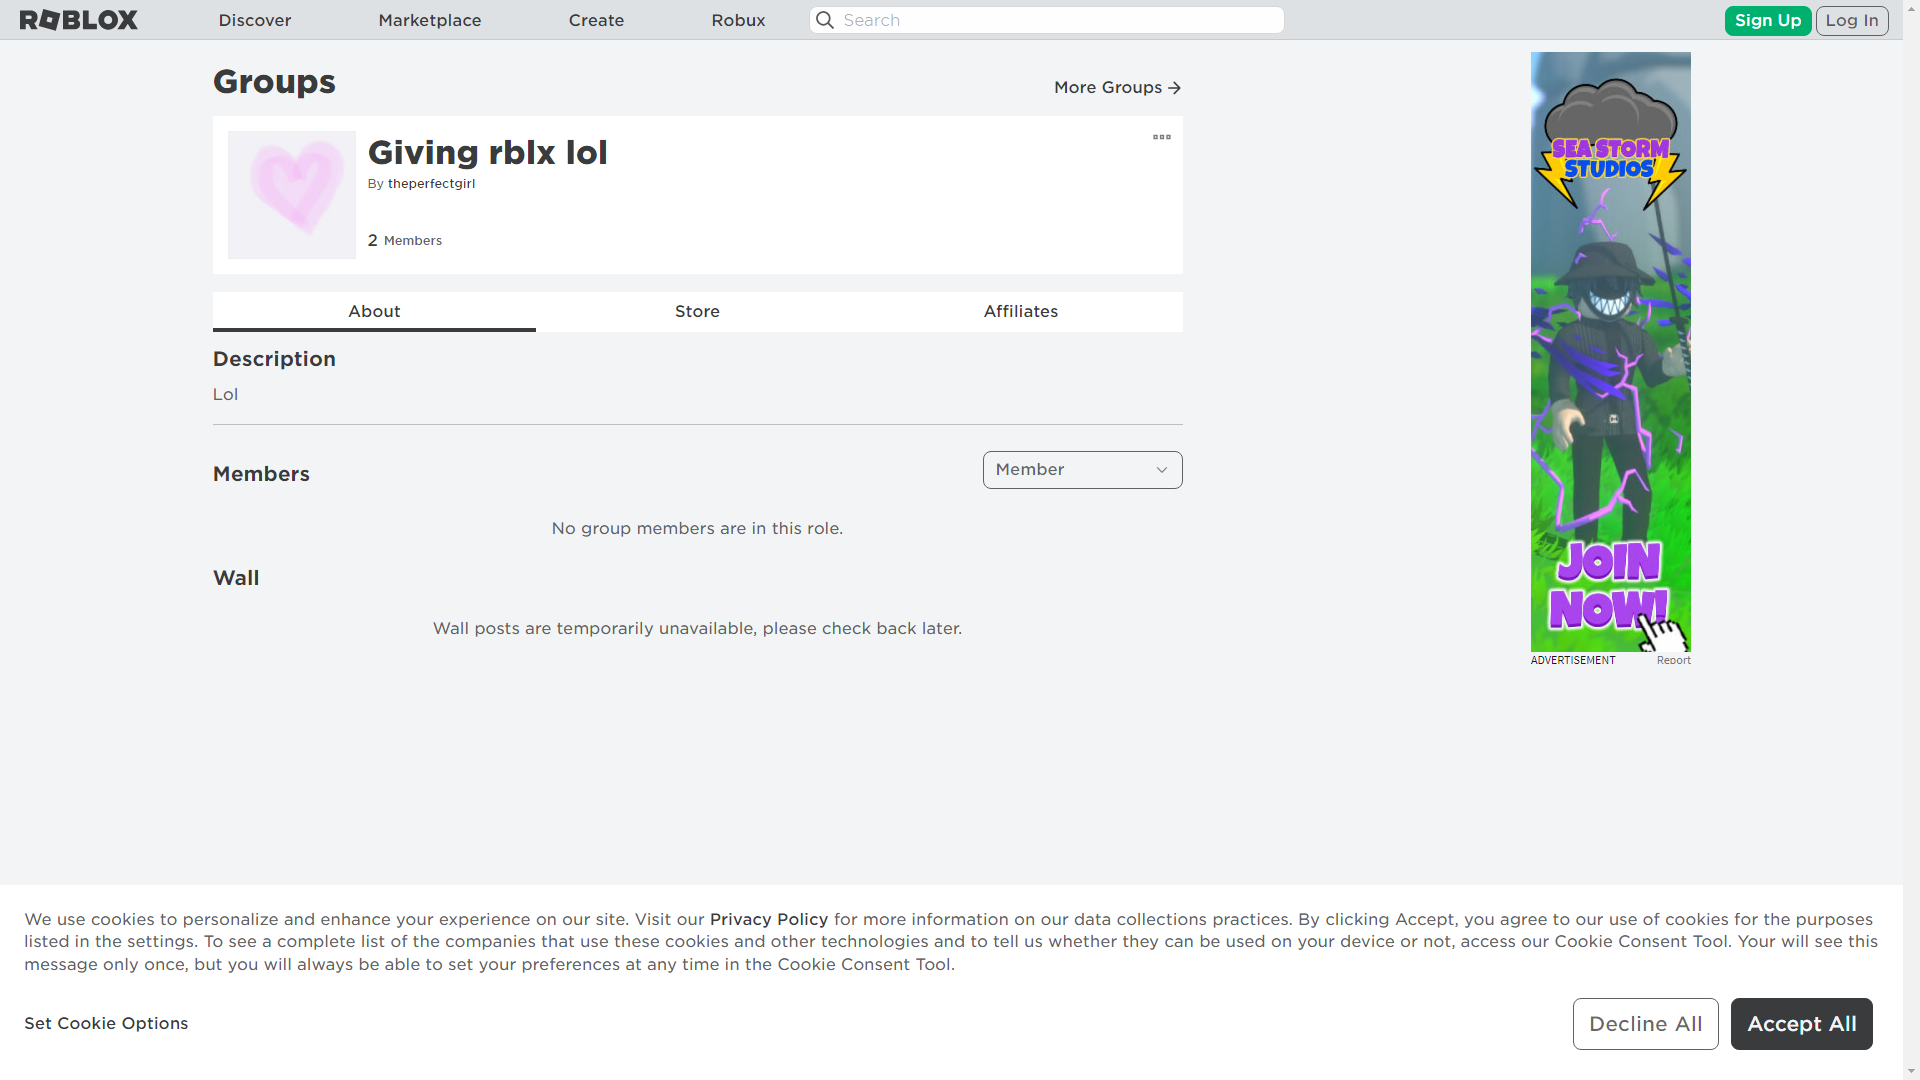 ROBLOX Discover Marketplace Create Robux Search Sign Up Log In
Groups
More Groups
Giving rblx lol
By theperfectgirl
2 Members
About Store Affiliates
Description
Lol
Members
Member
No group members are in this role.
Wall
Wall posts are temporarily unavailable, please check back later.
SEA STORM
STUDIOS
JOIN
NOW!
ADVERTISEMENT Report
We use cookies to personalize and enhance your experience on our site. Visit our Privacy Policy for more information on our data collections practices. By clicking Accept, you agree to our use of cookies for the purposes
listed in the settings. To see a complete list of the companies that use these cookies and other technologies and to tell us whether they can be used on your device or not, access our Cookie Consent Tool. Your will see this
message only once, but you will always be able to set your preferences at any time in the Cookie Consent Tool.
Set Cookie Options
Decline All
Accept All